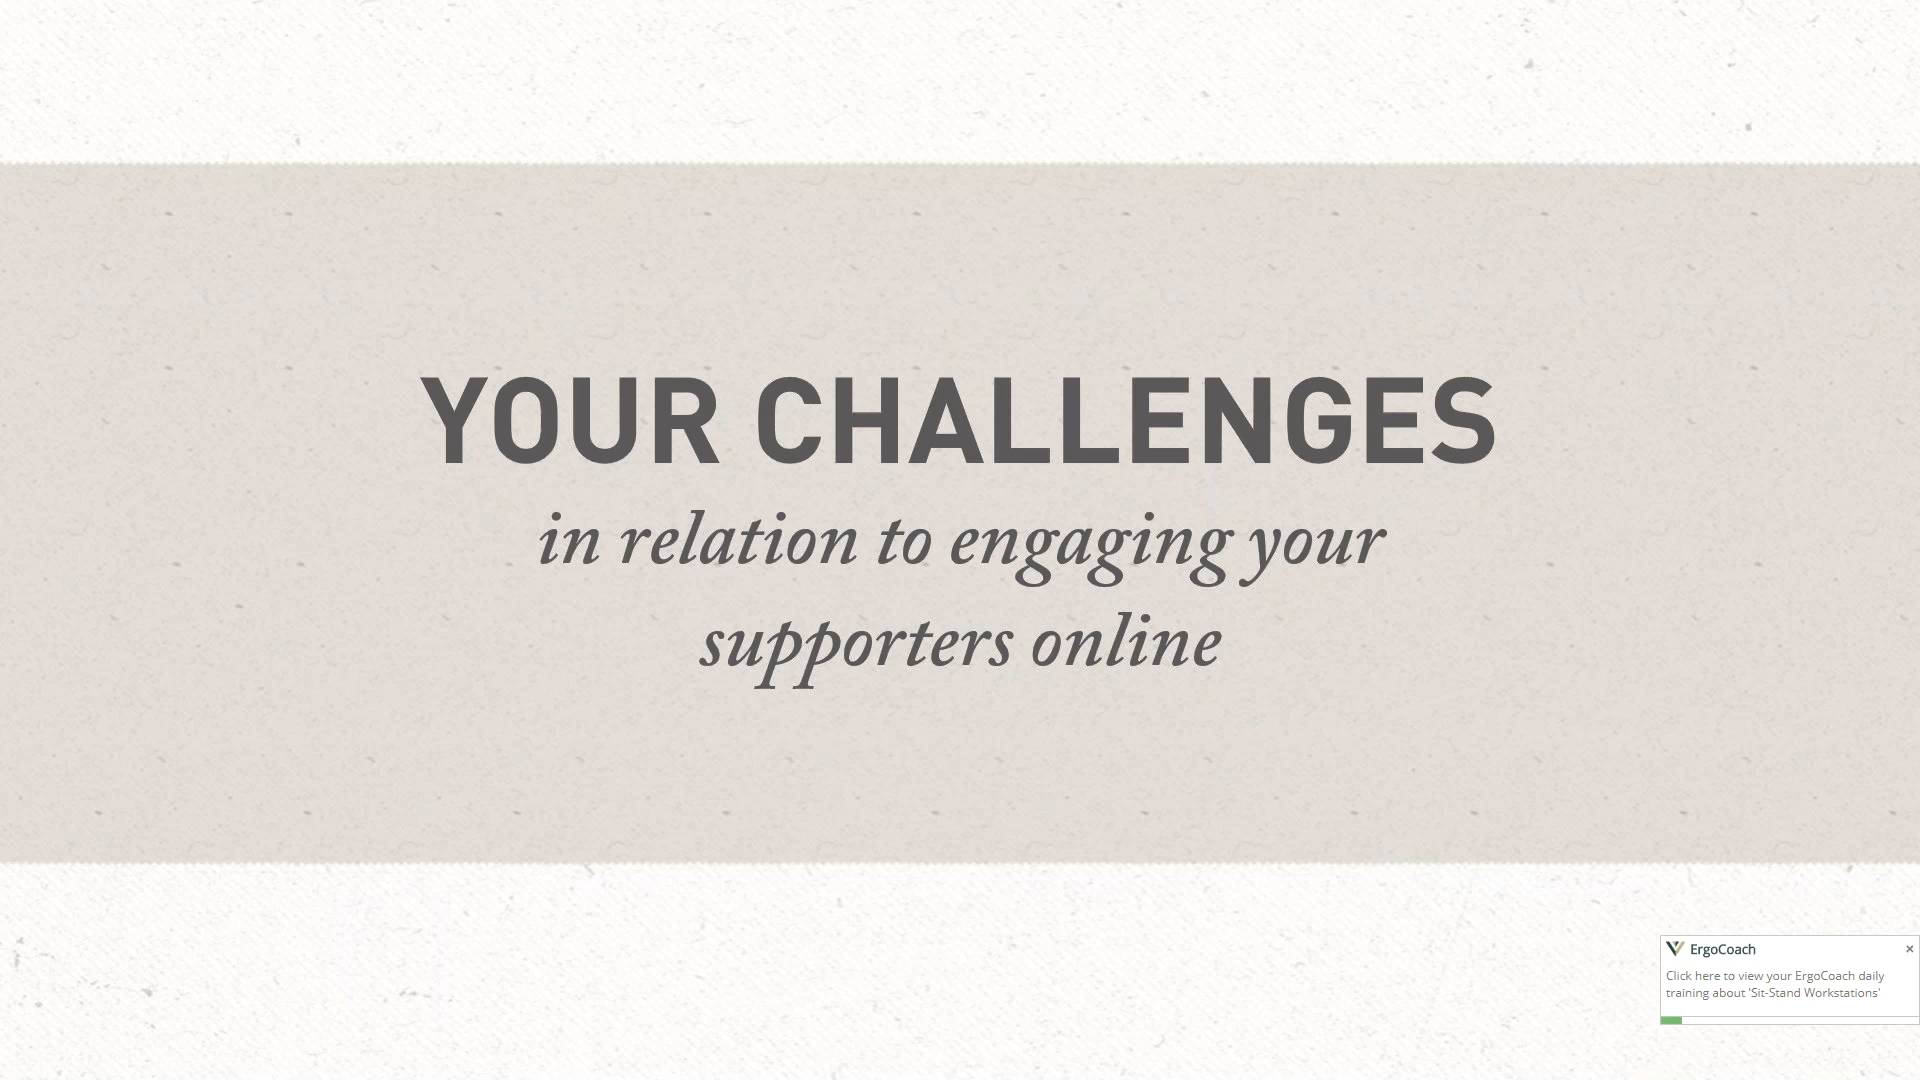 YOUR CHALLENGES
in relation to engaging your
supporters online
ErgoCoach ×
Click here to view your ErgoCoach daily
training about 'Sit-Stand Workstations'